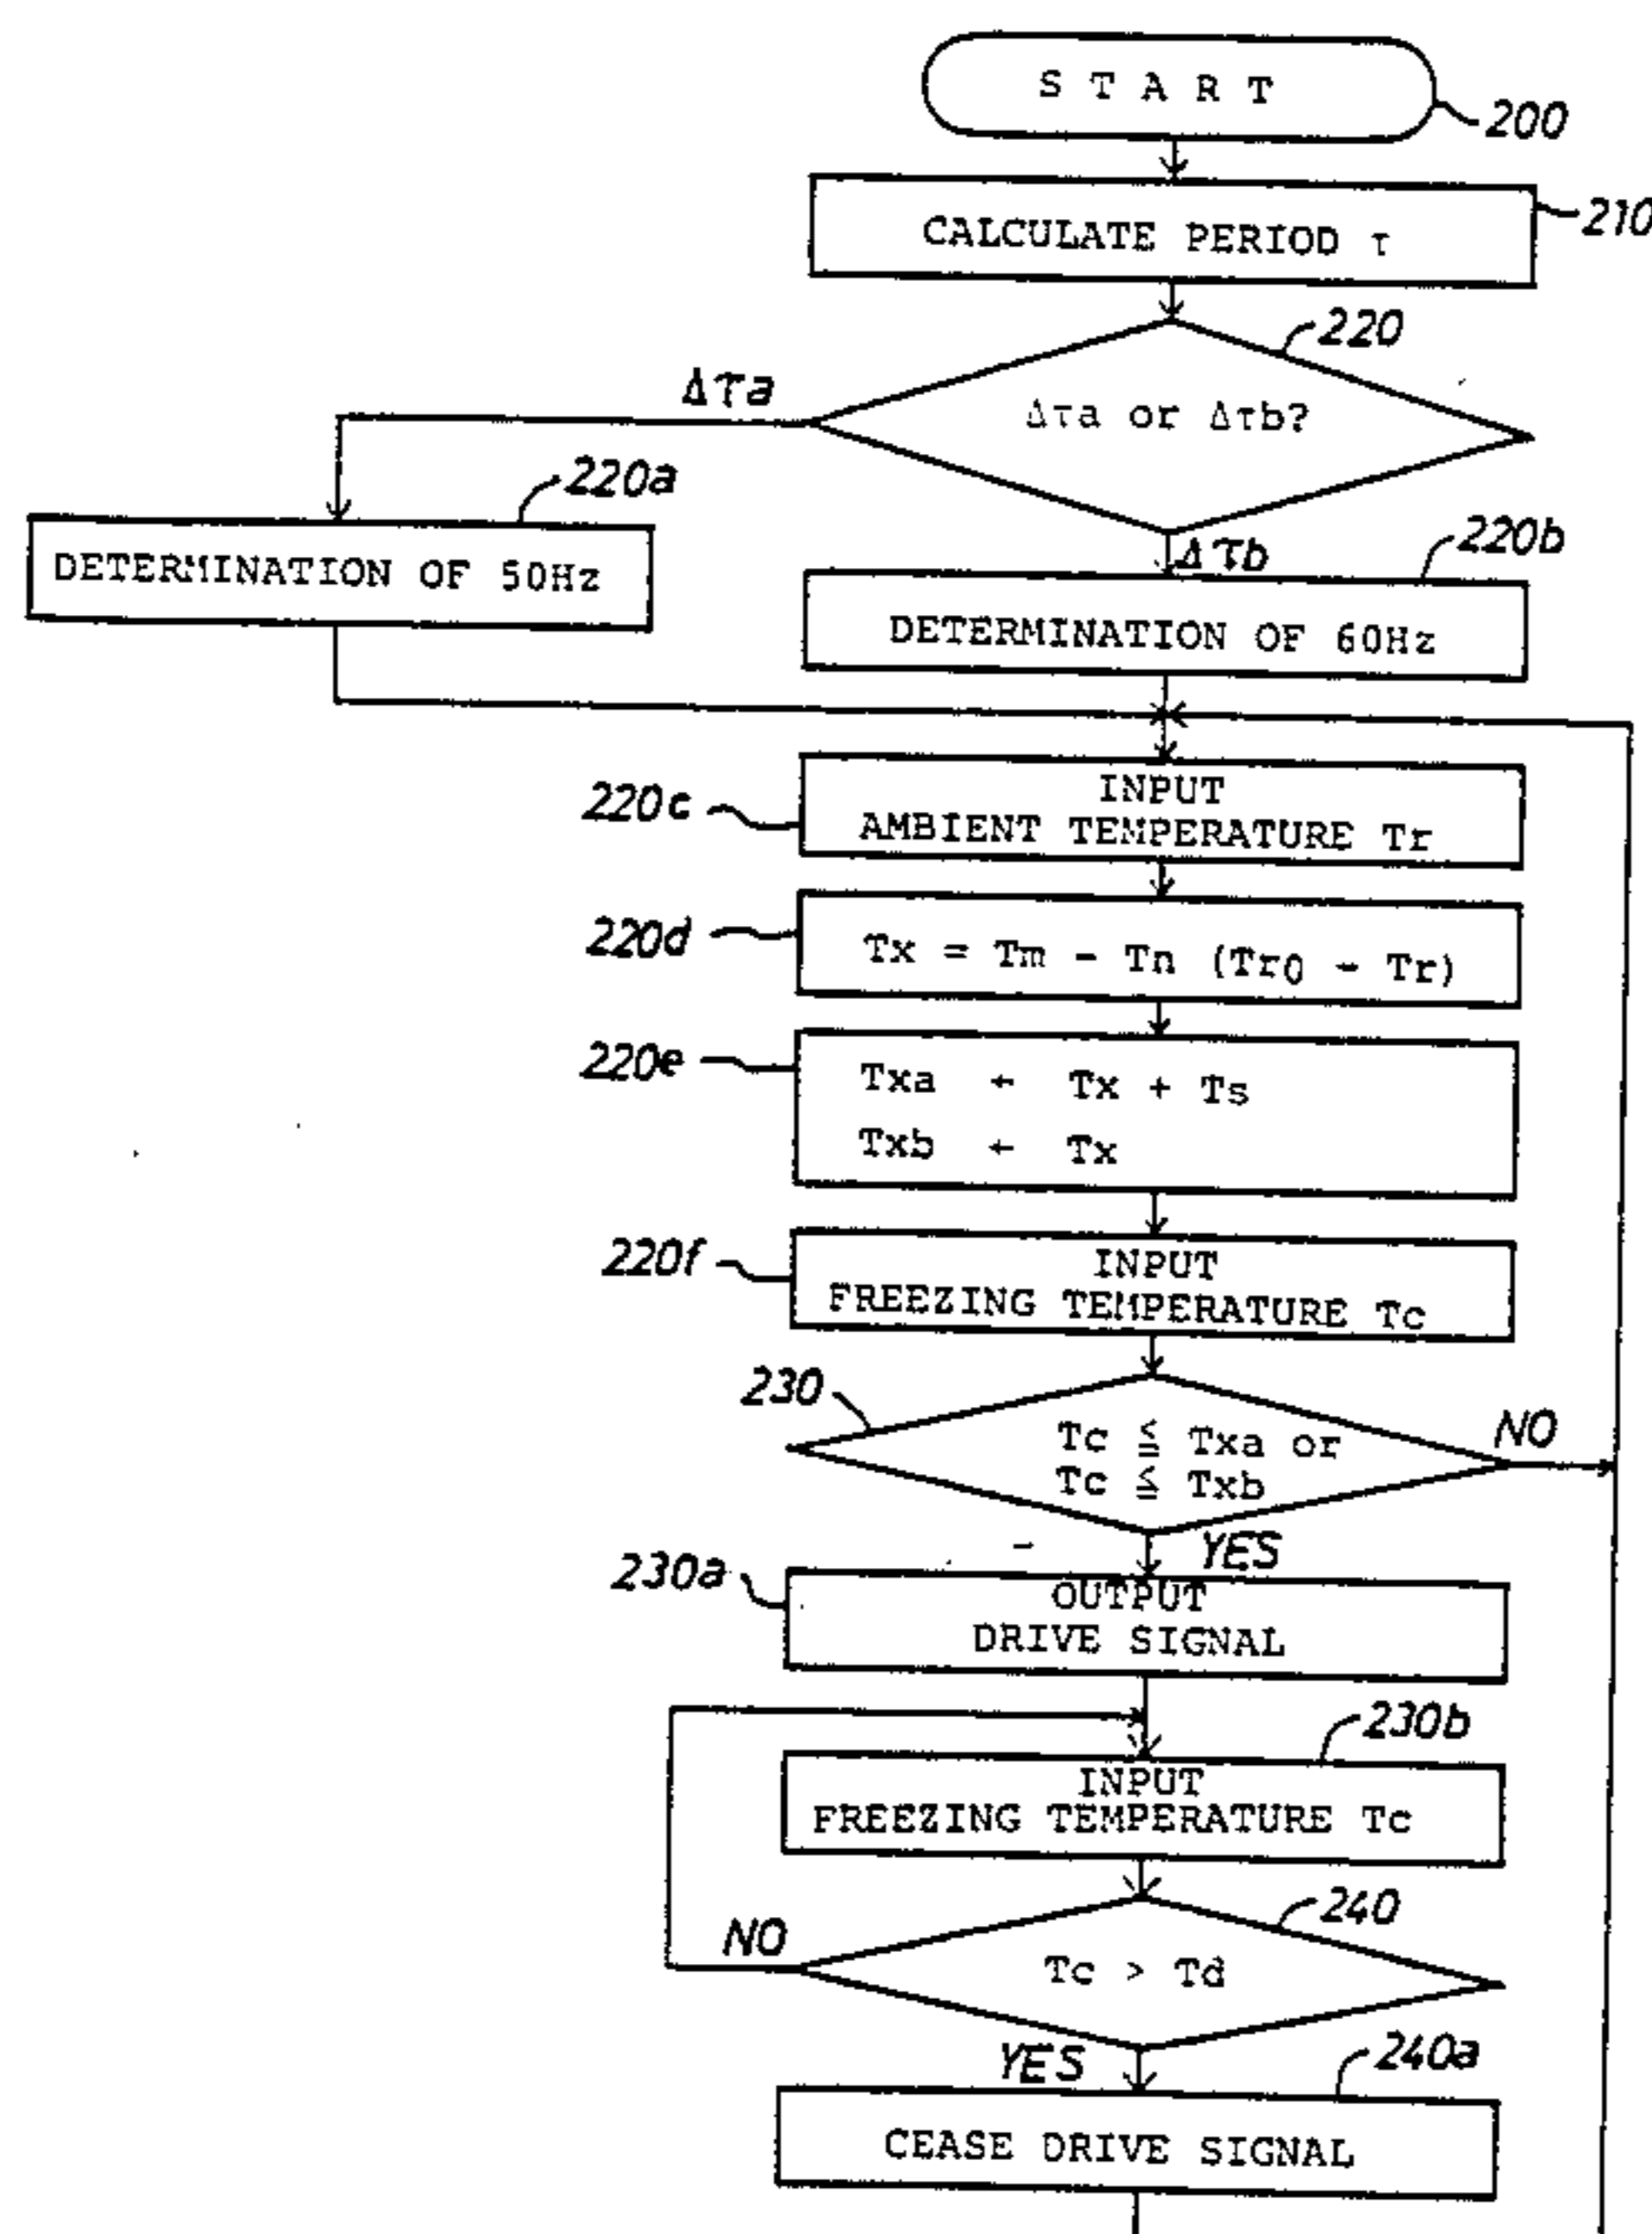 S T A R T
200
CALCULATE PERIOD τ
210
220
Δτa
Δτa or Δτb?
220a
DETERMINATION OF 50Hz
Δτb
220b
DETERMINATION OF 60Hz
220c
INPUT
AMBIENT TEMPERATURE Tr
220d
Tx = Tm - Tn (Tr0 - Tr)
220e
Txa ← Tx + Ts
Txb ← Tx
220f
INPUT
FREEZING TEMPERATURE Tc
230
Tc ≦ Txa or
Tc ≦ Txb
NO
YES
230a
OUTPUT
DRIVE SIGNAL
230b
INPUT
FREEZING TEMPERATURE Tc
240
NO
Tc > Td
YES
240a
CEASE DRIVE SIGNAL